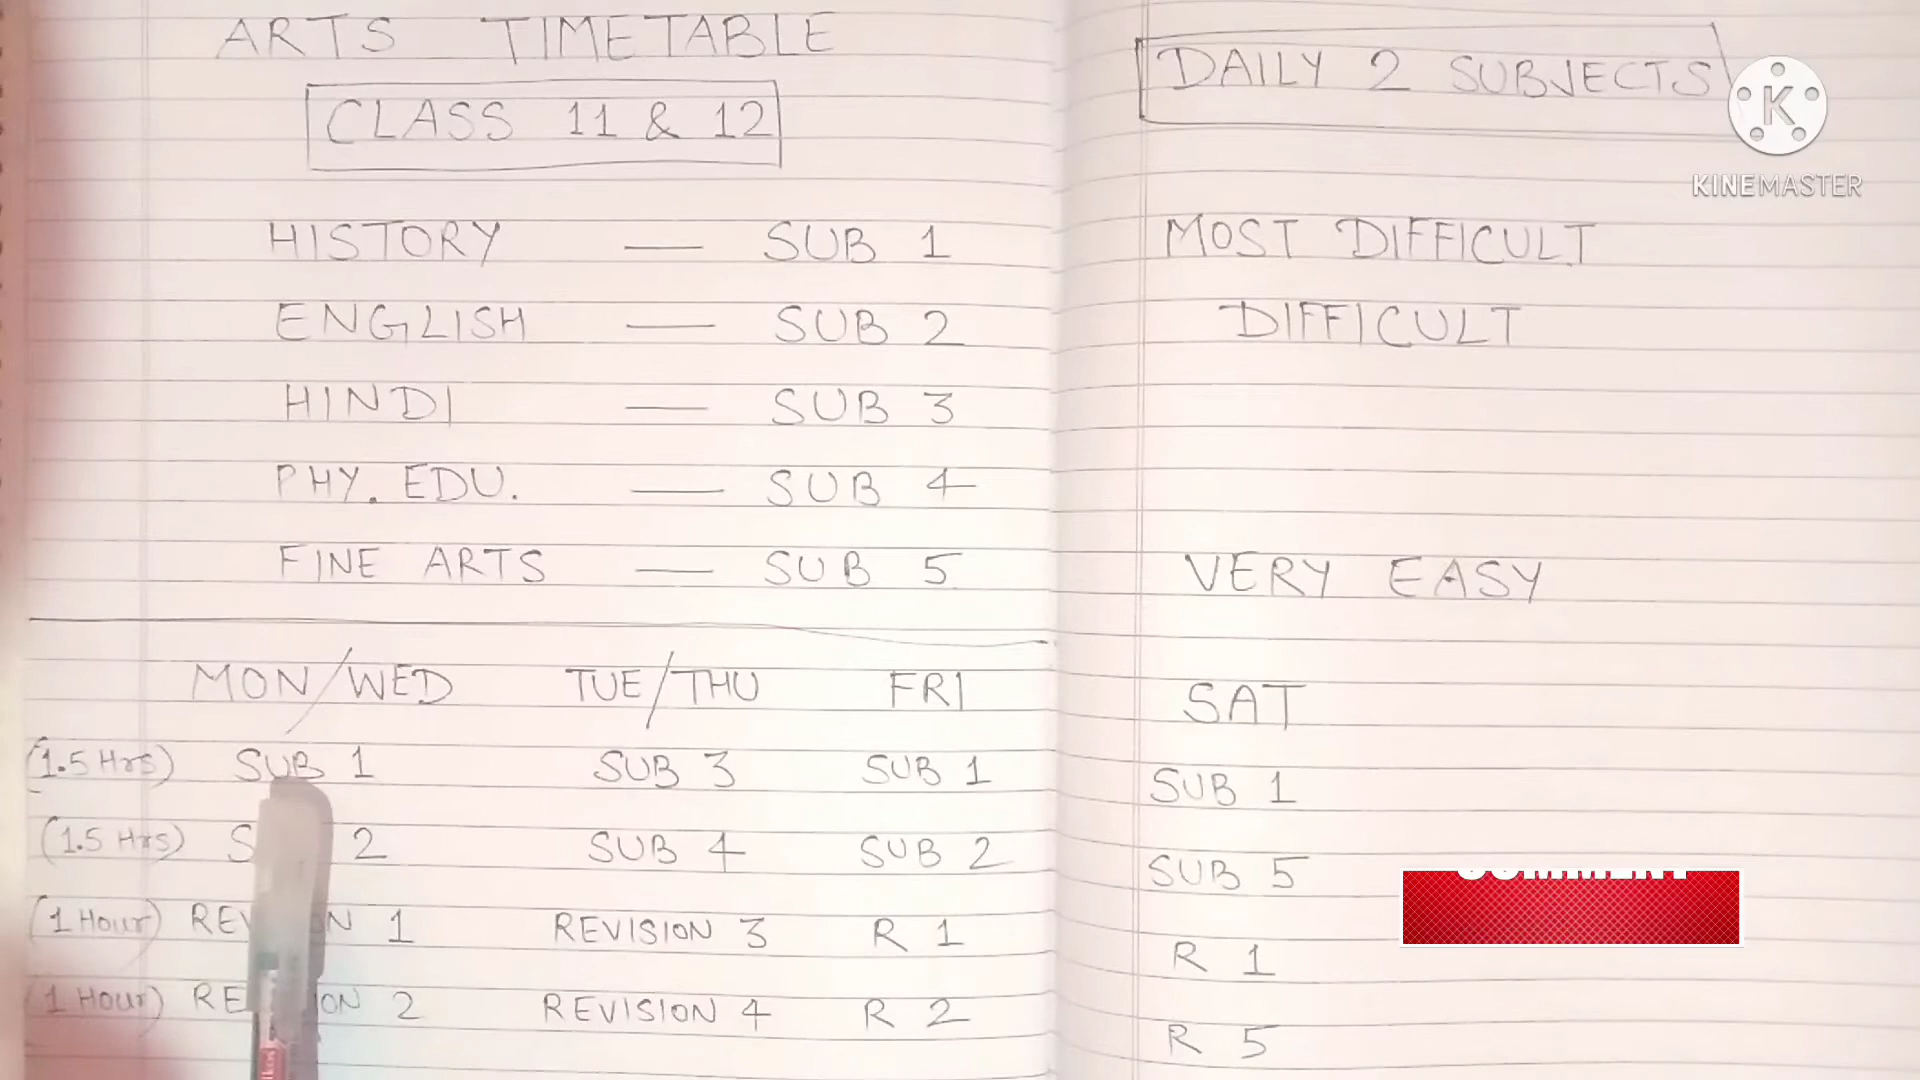 ARTS TIMETABLE
CLASS 11 & 12
HISTORY — SUB 1
ENGLISH — SUB 2
HINDI — SUB 3
PHY. EDU. — SUB 4
FINE ARTS — SUB 5
MON/WED TUE/THU FRI
(1.5 Hrs) SUB 1 SUB 3 SUB 1
(1.5 Hrs) 2 SUB 4 SUB 2
(1 Hour) 1 REVISION 3 R 1
(1 Hour) 2 REVISION 4 R 2
DAILY 2 SUBJECTS
K
KINEMASTER
MOST DIFFICULT
DIFFICULT
VERY EASY
SAT
SUB 1
SUB 5
COMMENT
R 1
R 5